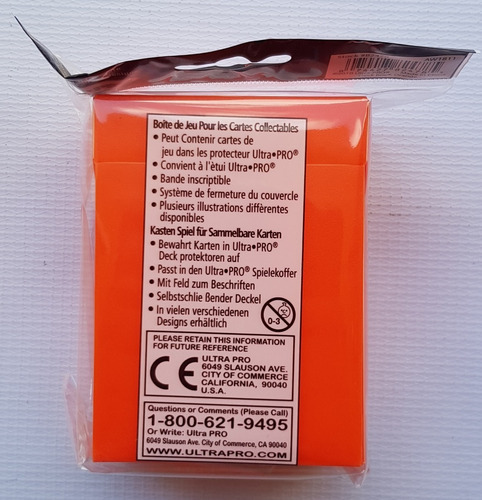 Boîte de Jeu Pour les Cartes Collectables
• Peut Contenir cartes de
jeu dans les protecteur Ultra•PRO®
• Convient à l'ètui Ultra•PRO®
• Bande inscriptible
• Système de fermeture du couvercle
• Plusieurs illustrations diffèrentes
disponibles
Kasten Spiel für Sammelbare Karten
• Bewahrt Karten in Ultra•PRO®
Deck protektoren auf
• Passt in den Ultra•PRO® Spielekoffer
• Mit Feld zum Beschriften
• Selbstschlie Bender Deckel
• In vielen verschiedenen
Designs erhältlich
0-3
PLEASE RETAIN THIS INFORMATION
FOR FUTURE REFERENCE
CE
ULTRA PRO
6049 SLAUSON AVE.
CITY OF COMMERCE
CALIFORNIA, 90040
U.S.A.
Questions or Comments (Please Call)
1-800-621-9495
Or Write: Ultra PRO
6049 Slauson Ave. City of Commerce, CA 90040
WWW.ULTRAPRO.COM